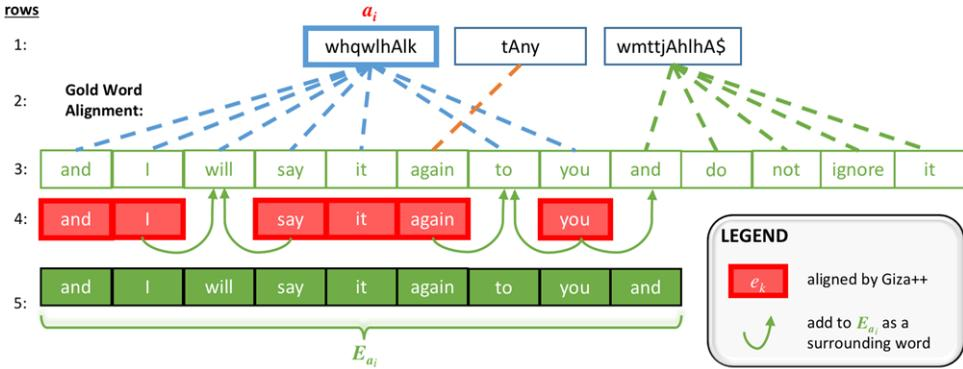 rows
a_i
1: whqwlhAlk tAny wmttjAhlhA$
Gold Word
Alignment:
2:
3: and I will say it again to you and do not ignore it
4: and I say it again you
5: and I will say it again to you and
E_{a_i}
LEGEND
e_k aligned by Giza++
add to E_{a_i} as a
surrounding word